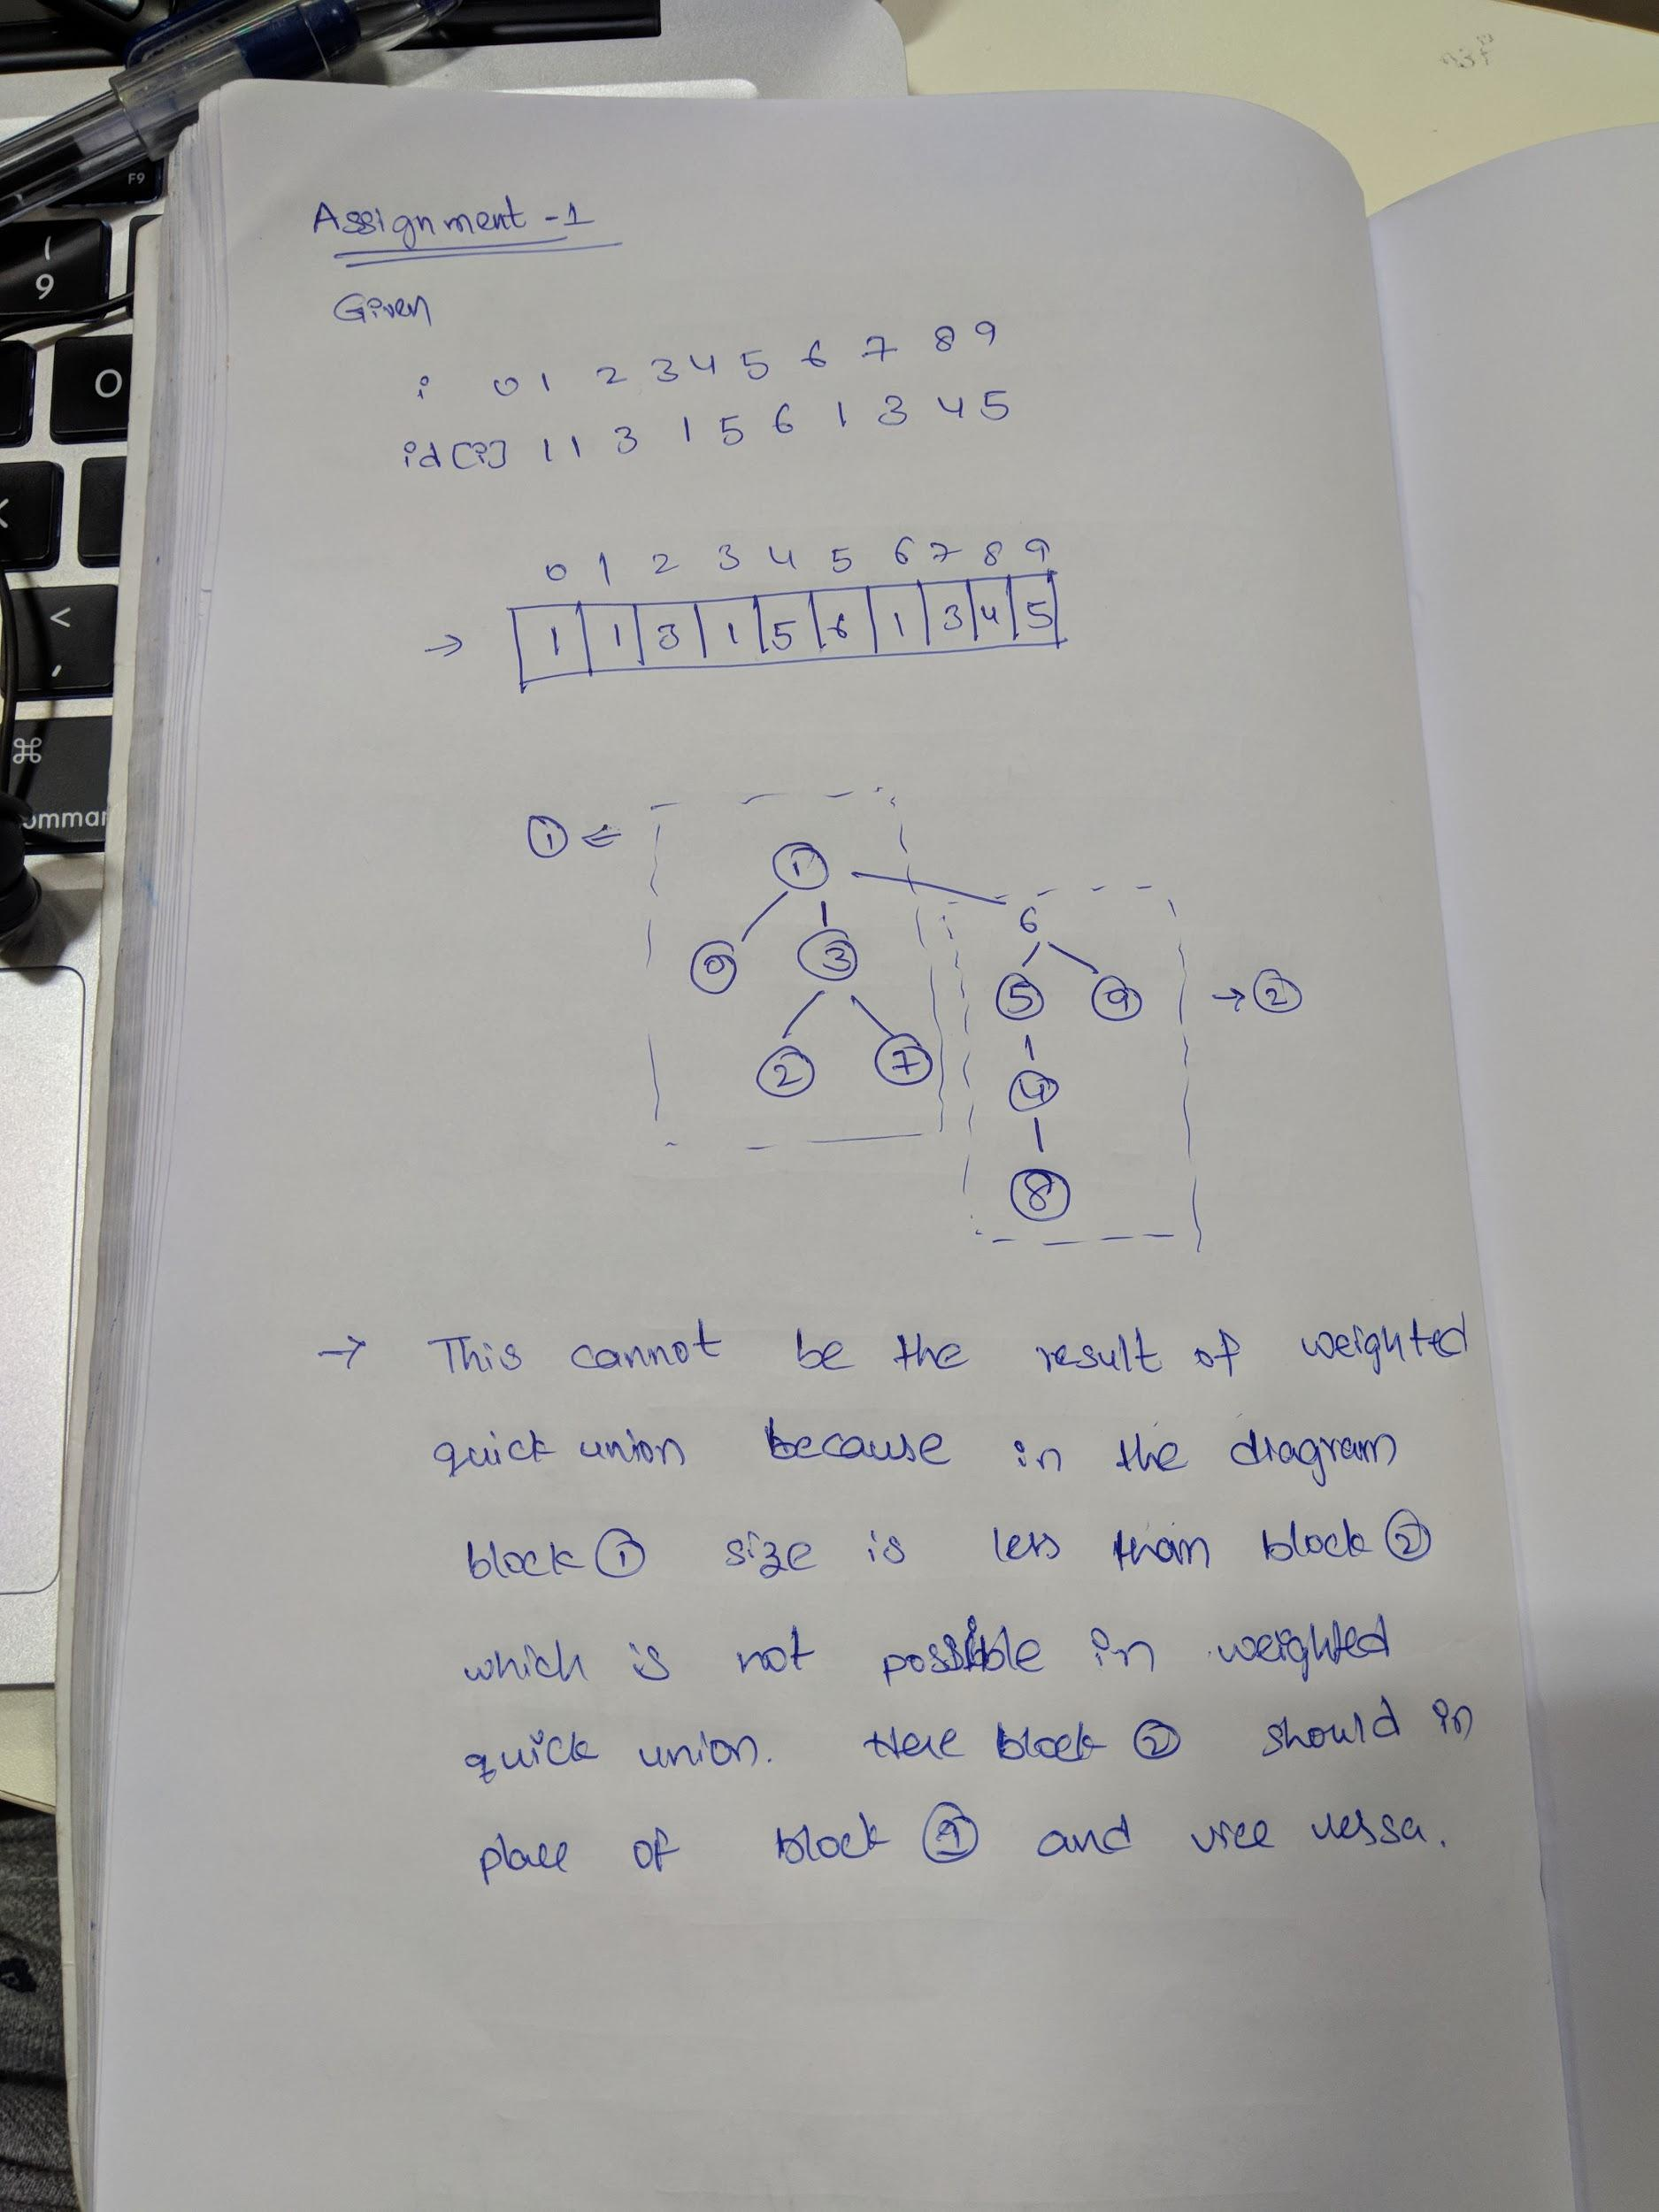 F9
(
9
O
K
<
,
⌘
command
Assignment -1
Given
i 0 1 2 3 4 5 6 7 8 9
id[i] 1 1 3 1 5 6 1 3 4 5
0 1 2 3 4 5 6 7 8 9
→ 1 1 3 1 5 6 1 3 4 5
① ⇐
1
6
0 3
5 9 → ②
2 7
4
8
→ This cannot be the result of weighted
quick union because in the diagram
block ① size is less than block ②
which is not possible in weighted
quick union. Here block ② should in
place of block ① and vice vessa.